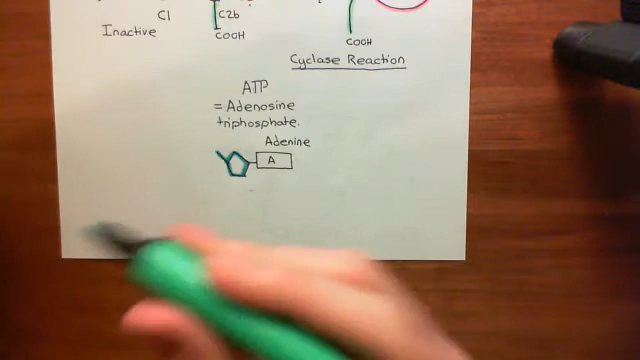 C1
C2b
Inactive
COOH
COOH
Cyclase Reaction
ATP
= Adenosine
triphosphate.
Adenine
A